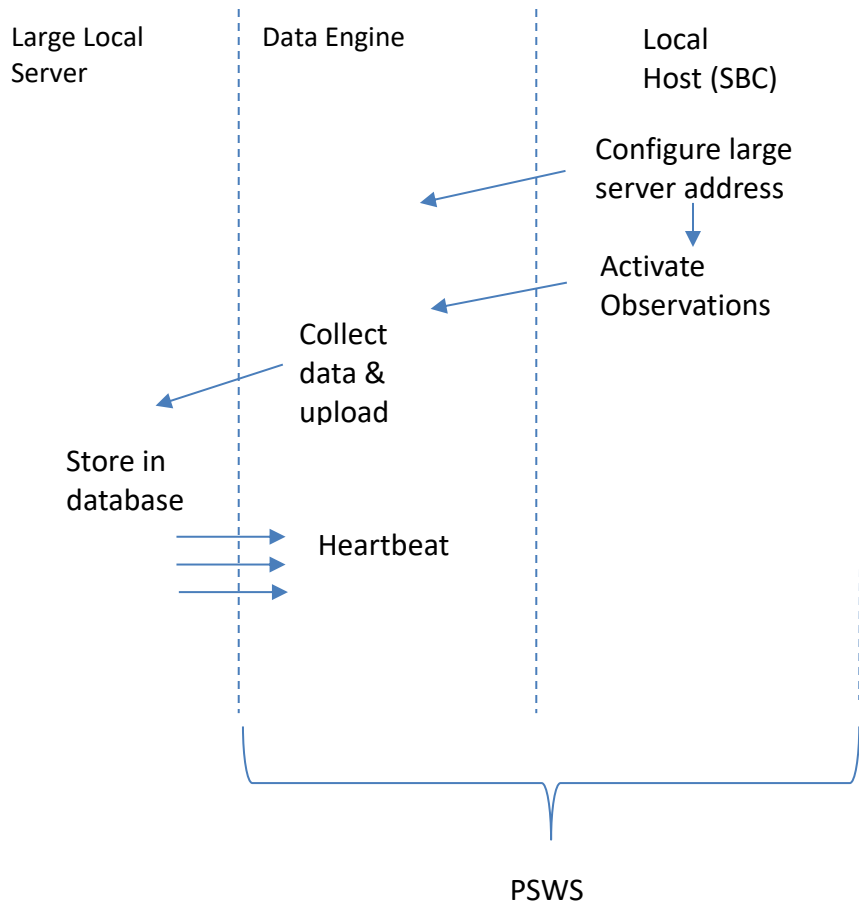 Large Local
Server
Data Engine
Local
Host (SBC)
Configure large
server address
Activate
Observations
Collect
data &
upload
Store in
database
Heartbeat
PSWS